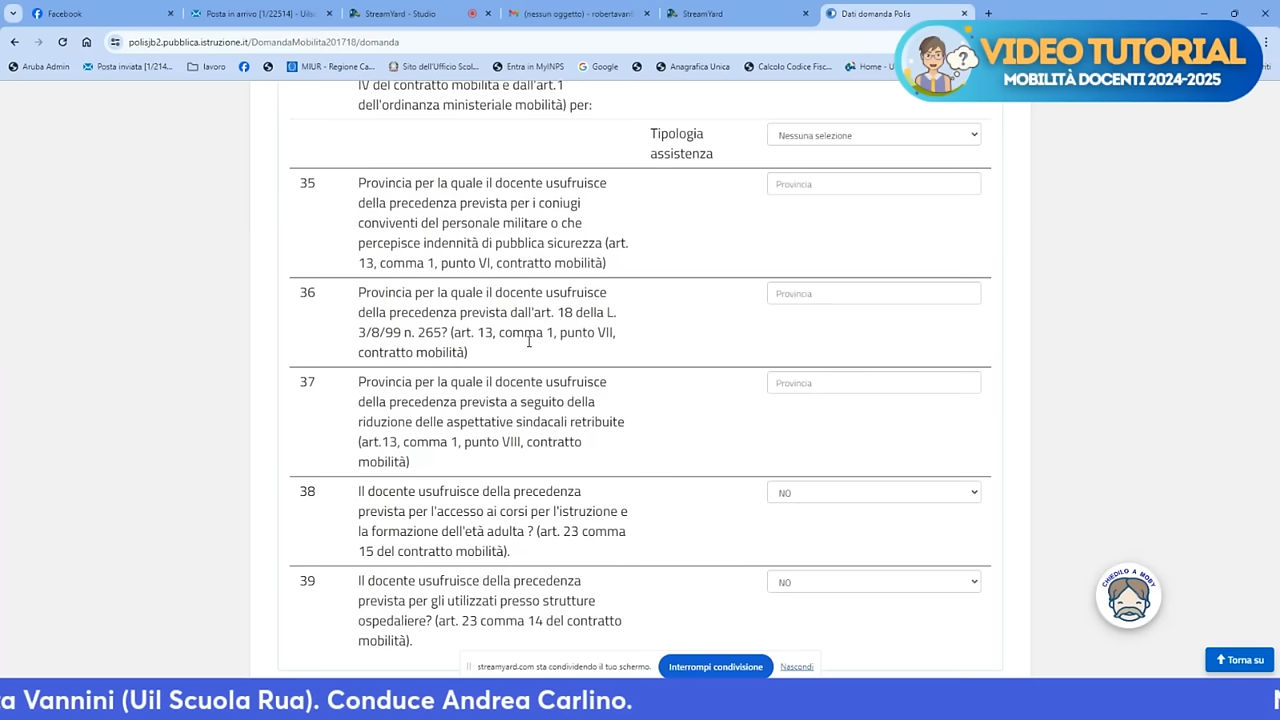 Facebook
Posta in arrivo [1/22514] - Uils
StreamYard - Studio
(nessun oggetto) - robertavan
StreamYard
Dati domanda Polis
polisjb2.pubblica.istruzione.it/DomandaMobilita201718/domanda
Aruba Admin
Posta inviata [1/214...
lavoro
MIUR - Regione Ca...
Sito dell'Ufficio Scol...
Entra in MyINPS
Google
Anagrafica Unica
Calcolo Codice Fisc...
Home - U
VIDEO TUTORIAL
MOBILITÀ DOCENTI 2024-2025
del contratto mobilità e dall'art.1
dell'ordinanza ministeriale mobilità) per:
Tipologia
assistenza
Nessuna selezione
35
Provincia per la quale il docente usufruisce
della precedenza prevista per i coniugi
conviventi del personale militare o che
percepisce indennità di pubblica sicurezza (art.
13, comma 1, punto VI, contratto mobilità)
Provincia
36
Provincia per la quale il docente usufruisce
della precedenza prevista dall'art. 18 della L.
3/8/99 n. 265? (art. 13, comma 1, punto VII,
contratto mobilità)
Provincia
37
Provincia per la quale il docente usufruisce
della precedenza prevista a seguito della
riduzione delle aspettative sindacali retribuite
(art.13, comma 1, punto VIII, contratto
mobilità)
Provincia
38
Il docente usufruisce della precedenza
prevista per l'accesso ai corsi per l'istruzione e
la formazione dell'età adulta ? (art. 23 comma
15 del contratto mobilità).
NO
39
Il docente usufruisce della precedenza
prevista per gli utilizzati presso strutture
ospedaliere? (art. 23 comma 14 del contratto
mobilità).
NO
CHIEDILO A MOBY
Torna su
streamyard.com sta condividendo il tuo schermo.
Interrompi condivisione
Nascondi
ta Vannini (Uil Scuola Rua). Conduce Andrea Carlino.